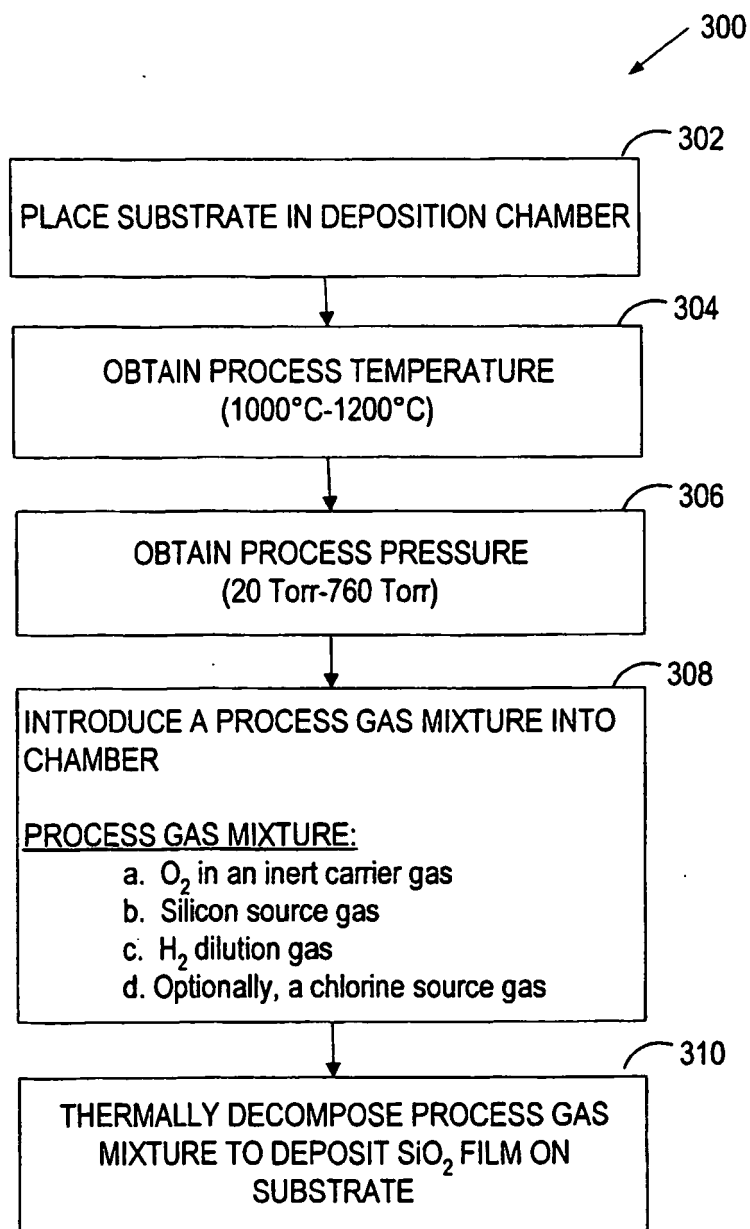 300
302
PLACE SUBSTRATE IN DEPOSITION CHAMBER
304
OBTAIN PROCESS TEMPERATURE
(1000°C-1200°C)
306
OBTAIN PROCESS PRESSURE
(20 Torr-760 Torr)
308
INTRODUCE A PROCESS GAS MIXTURE INTO
CHAMBER
PROCESS GAS MIXTURE:
a. O₂ in an inert carrier gas
b. Silicon source gas
c. H₂ dilution gas
d. Optionally, a chlorine source gas
310
THERMALLY DECOMPOSE PROCESS GAS
MIXTURE TO DEPOSIT SiO₂ FILM ON
SUBSTRATE